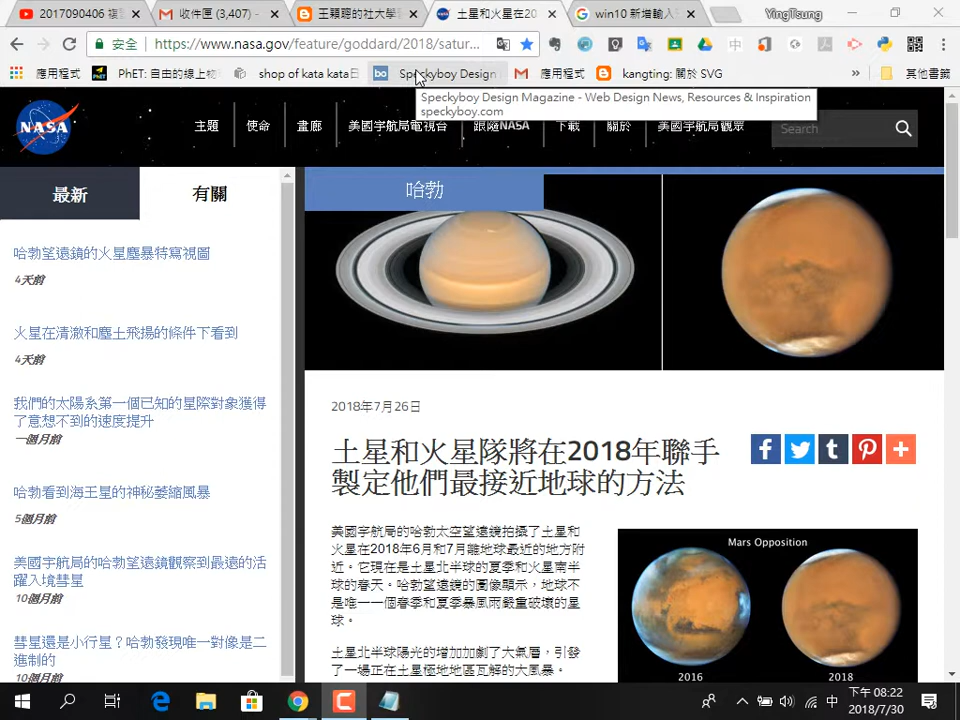 2017090406 複製
收件匣 (3,407) -
王穎聰的社大學
土星和火星在20
win10 新增輸入
YingTsung
安全
https://www.nasa.gov/feature/goddard/2018/satur...
應用程式
PhET: 自由的線上物
shop of kata kata日
Speckyboy Design
應用程式
kangting: 關於 SVG
»
其他書籤
Speckyboy Design Magazine - Web Design News, Resources & Inspiration
speckyboy.com
NASA
主題
使命
畫廊
美國宇航局電視台
跟隨NASA
下載
關於
美國宇航局觀眾
Search
最新
有關
哈勃
哈勃望遠鏡的火星塵暴特寫視圖
4天前
火星在清澈和塵土飛揚的條件下看到
4天前
我們的太陽系第一個已知的星際對象獲得
了意想不到的速度提升
一個月前
哈勃看到海王星的神秘萎縮風暴
5個月前
美國宇航局的哈勃望遠鏡觀察到最遠的活
躍入境彗星
10個月前
彗星還是小行星？哈勃發現唯一對像是二
進制的
10個月前
2018年7月26日
土星和火星隊將在2018年聯手
製定他們最接近地球的方法
美國宇航局的哈勃太空望遠鏡拍攝了土星和
火星在2018年6月和7月離地球最近的地方附
近。它現在是土星北半球的夏季和火星南半
球的春天。哈勃望遠鏡的圖像顯示，地球不
是唯一一個春季和夏季暴風雨嚴重破壞的星
球。
土星北半球陽光的增加加劇了大氣層，引發
了一場正在土星極地地區瓦解的大風暴。
Mars Opposition
2016
2018
中
下午 08:22
2018/7/30